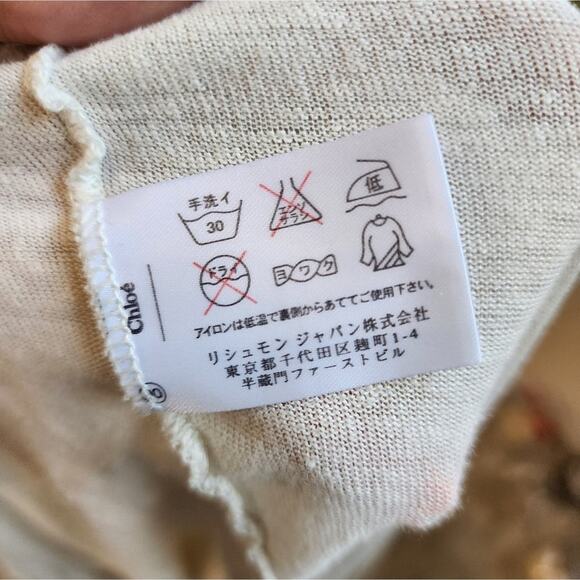 手洗イ
30
エンソ
サラシ
低
ドライ
ヨワク
アイロンは低温で裏側からあててご使用下さい。
リシュモン ジャパン株式会社
東京都千代田区麹町1-4
半蔵門ファーストビル
Chloé